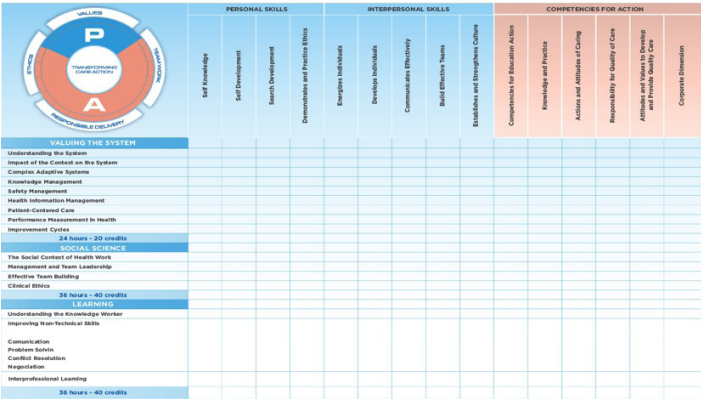 VALUES
P
ETHICS
TRANSFORMING
CARE ACTION
TEAM WORK
A
RESPONSIBLE DELIVERY
PERSONAL SKILLS
INTERPERSONAL SKILLS
COMPETENCIES FOR ACTION
Self Knowledge
Self Development
Search Development
Demonstrates and Practice Ethics
Energizes Individuals
Develops Individuals
Communicates Effectively
Build Effective Teams
Establishes and Strengthens Culture
Competencies for Education Action
Knowledge and Practice
Actions and Attitudes of Caring
Responsibility for Quality of Care
Attitudes and Values to Develop
and Provide Quality Care
Corporate Dimension
VALUING THE SYSTEM
Understanding the System
Impact of the Context on the System
Complex Adaptive Systems
Knowledge Management
Safety Management
Health Information Management
Patient-Centered Care
Performance Measurement in Health
Improvement Cycles
24 hours - 20 credits
SOCIAL SCIENCE
The Social Context of Health Work
Management and Team Leadership
Effective Team Building
Clinical Ethics
36 hours - 40 credits
LEARNING
Understanding the Knowledge Worker
Improving Non-Technical Skills
Comunication
Problem Solvin
Conflict Resolution
Negociation
Interprofessional Learning
36 hours - 40 credits